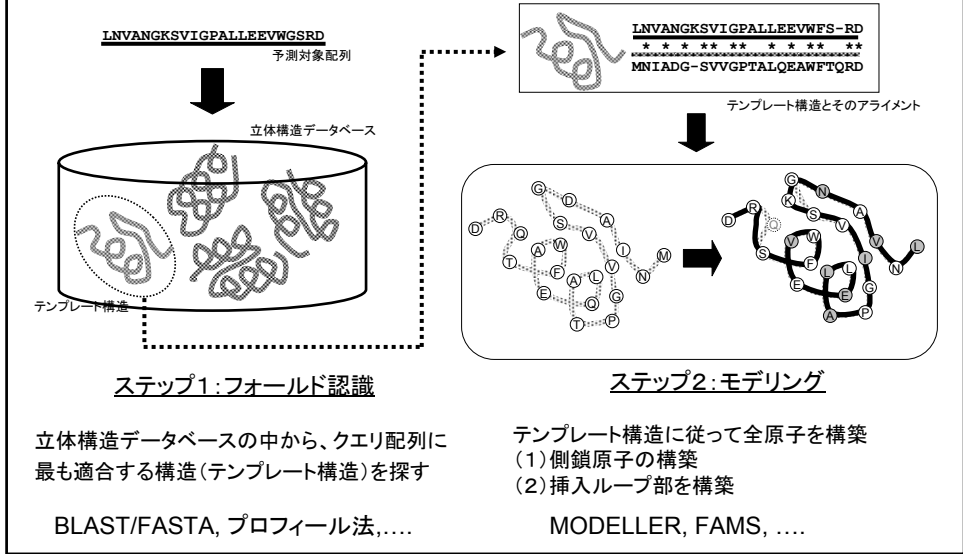 LNVANGKSVIGPALLEEVWGSRD
予測対象配列
立体構造データベース
テンプレート構造
ステップ1：フォールド認識
立体構造データベースの中から、クエリ配列に
最も適合する構造(テンプレート構造)を探す
BLAST/FASTA, プロフィール法,….
LNVANGKSVIGPALLEEVWFS-RD
* * * ** ** * * ** **
MNIADG-SVVGPTALQEAWFTQRD
テンプレート構造とそのアライメント
D R Q T E F W A A L Q T P G V V S G D A I N M
D R Q S F W V E E L L A P G I V S K G N A V N L
ステップ2：モデリング
テンプレート構造に従って全原子を構築
(1)側鎖原子の構築
(2)挿入ループ部を構築
MODELLER, FAMS, ….